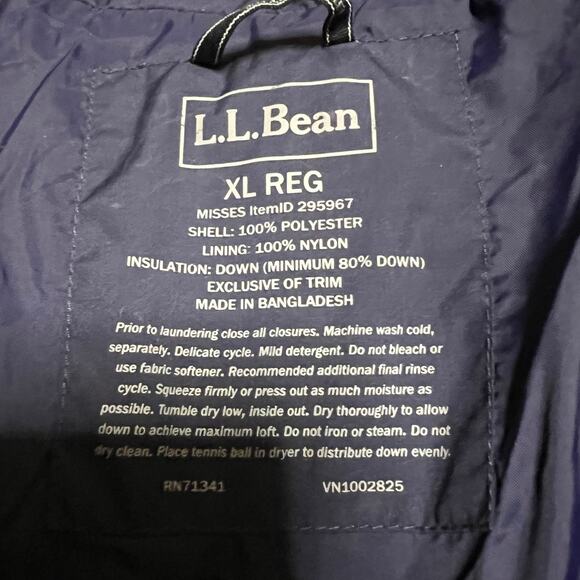 L.L.Bean
XL REG
MISSES ItemID 295967
SHELL: 100% POLYESTER
LINING: 100% NYLON
INSULATION: DOWN (MINIMUM 80% DOWN)
EXCLUSIVE OF TRIM
MADE IN BANGLADESH
Prior to laundering close all closures. Machine wash cold,
separately. Delicate cycle. Mild detergent. Do not bleach or
use fabric softener. Recommended additional final rinse
cycle. Squeeze firmly or press out as much moisture as
possible. Tumble dry low, inside out. Dry thoroughly to allow
down to achieve maximum loft. Do not iron or steam. Do not
dry clean. Place tennis ball in dryer to distribute down evenly.
RN71341 VN1002825